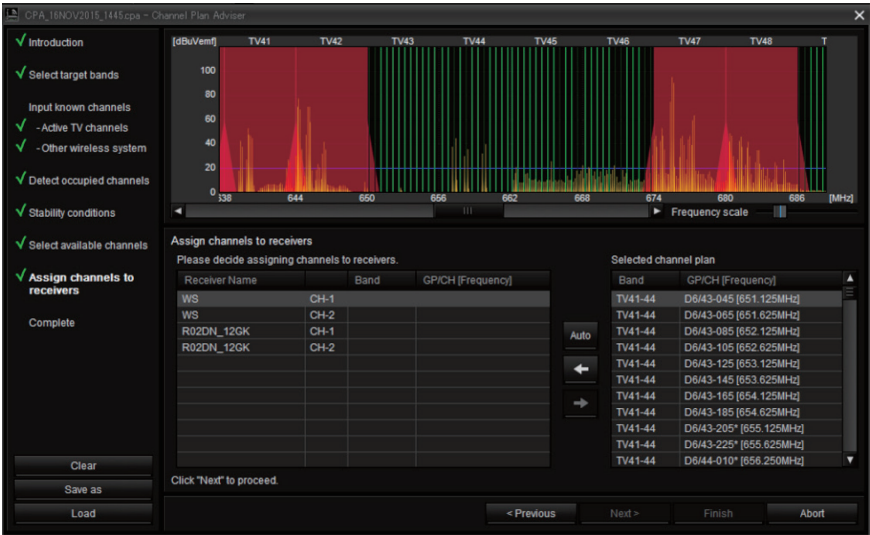 CPA_16NOV2015_1445.cpa - Channel Plan Adviser
Introduction
Select target bands
Input known channels
- Active TV channels
- Other wireless system
Detect occupied channels
Stability conditions
Select available channels
Assign channels to
receivers
Complete
Clear
Save as
Load
[dBuVemf] TV41 TV42 TV43 TV44 TV45 TV46 TV47 TV48 T
100
80
60
40
20
0
638 644 650 656 662 668 674 680 686 [MHz]
Frequency scale
Assign channels to receivers
Please decide assigning channels to receivers.
Receiver Name Band GP/CH [Frequency]
WS CH-1
WS CH-2
R02DN_12GK CH-1
R02DN_12GK CH-2
Auto
Selected channel plan
Band GP/CH [Frequency]
TV41-44 D6/43-045 [651.125MHz]
TV41-44 D6/43-065 [651.625MHz]
TV41-44 D6/43-085 [652.125MHz]
TV41-44 D6/43-105 [652.625MHz]
TV41-44 D6/43-125 [653.125MHz]
TV41-44 D6/43-145 [653.625MHz]
TV41-44 D6/43-165 [654.125MHz]
TV41-44 D6/43-185 [654.625MHz]
TV41-44 D6/43-205* [655.125MHz]
TV41-44 D6/43-225* [655.625MHz]
TV41-44 D6/44-010* [656.250MHz]
Click "Next" to proceed.
< Previous Next > Finish Abort